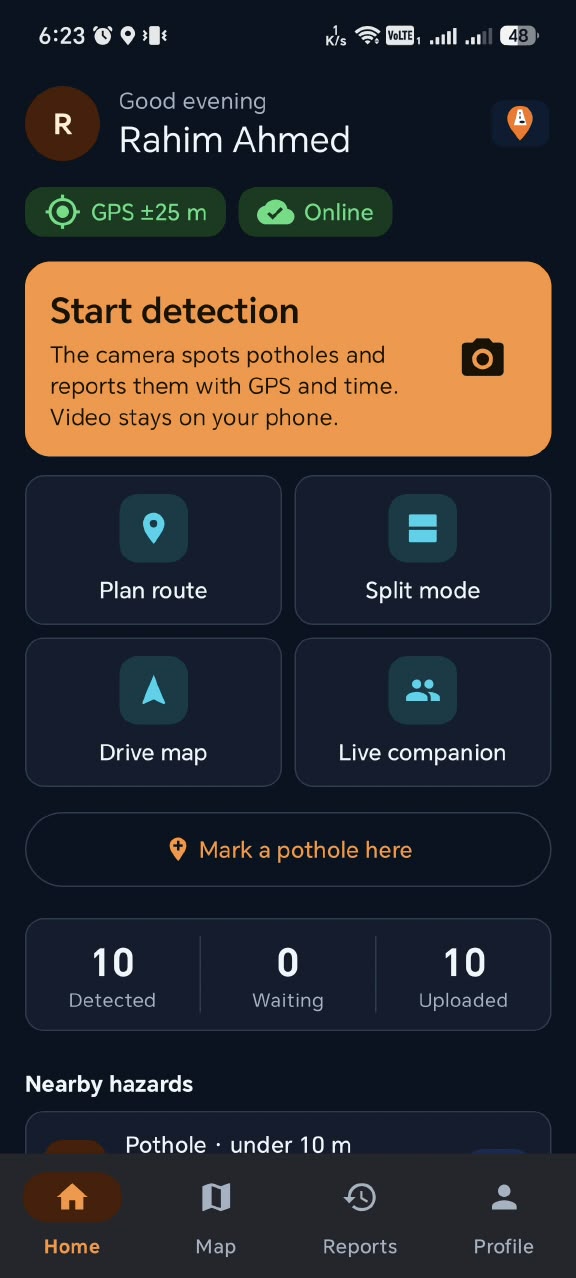 6:23
1 K/s VoLTE 1 48
R
Good evening
Rahim Ahmed
GPS ±25 m
Online
Start detection
The camera spots potholes and
reports them with GPS and time.
Video stays on your phone.
Plan route
Split mode
Drive map
Live companion
Mark a pothole here
10
0
10
Detected
Waiting
Uploaded
Nearby hazards
Pothole · under 10 m
Home
Map
Reports
Profile